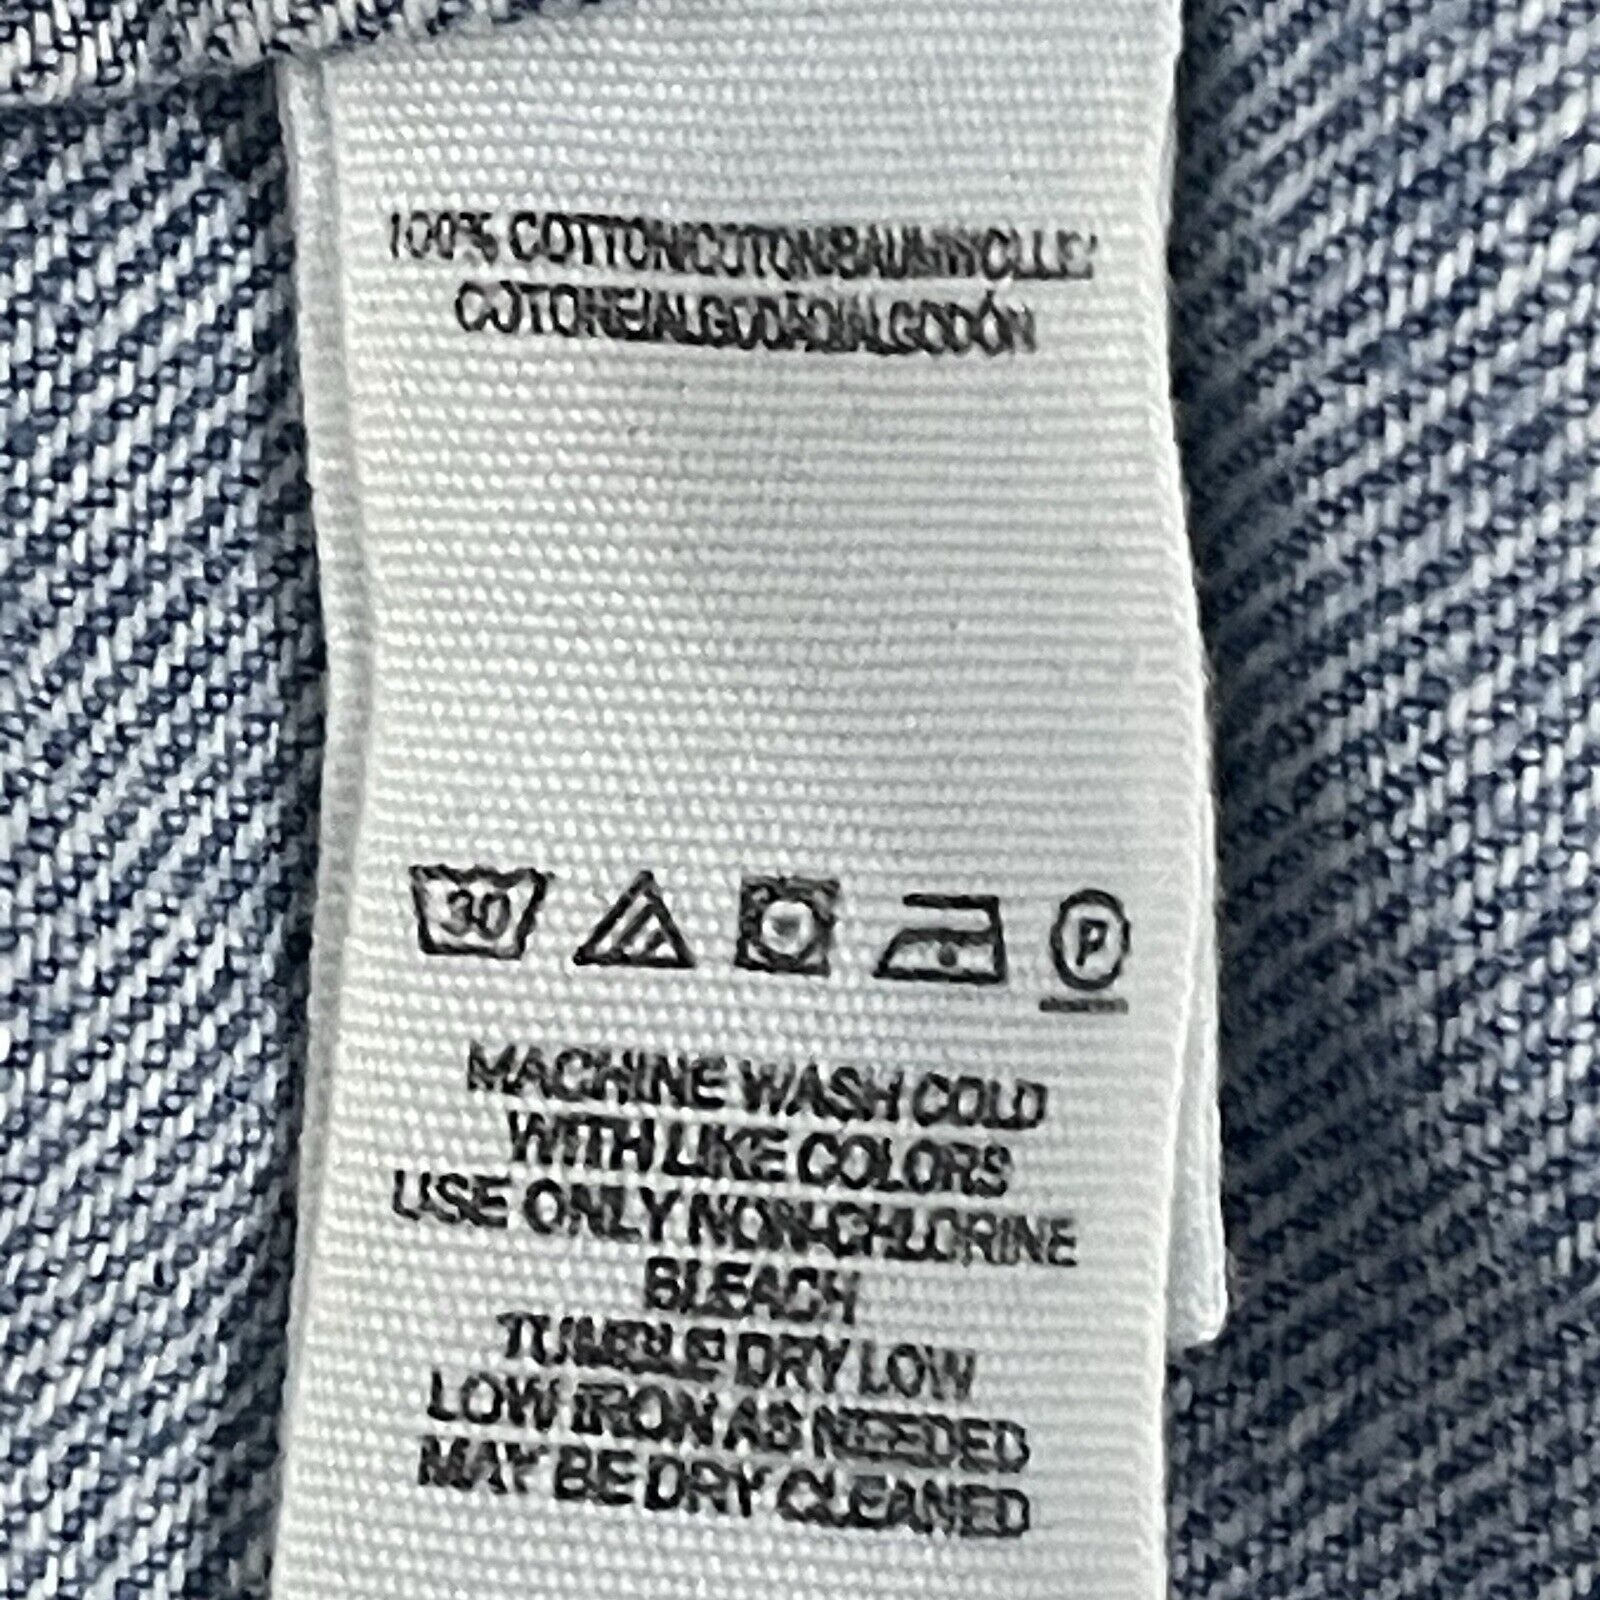 100% COTTON/COTON/BAUMWOLLE/
COTONE/ALGODÃO/ALGODÓN
30 P
MACHINE WASH COLD
WITH LIKE COLORS
USE ONLY NON-CHLORINE
BLEACH
TUMBLE DRY LOW
LOW IRON AS NEEDED
MAY BE DRY CLEANED